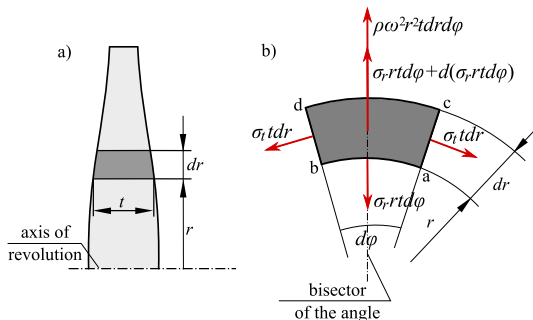 a)
dr
t
r
axis of
revolution
b)
ρω²r²tdrdφ
σᵣrtdφ+d(σᵣrtdφ)
d
c
σₜtdr
σₜtdr
b
a
σᵣrtdφ
dr
r
dφ
bisector
of the angle